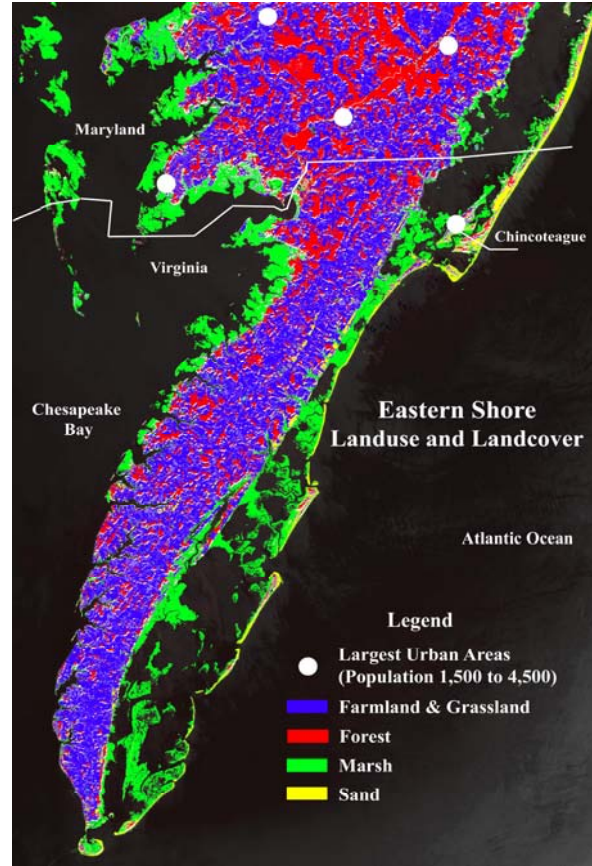 Maryland
Virginia
Chincoteague
Chesapeake
Bay
Eastern Shore
Landuse and Landcover
Atlantic Ocean
Legend
Largest Urban Areas
(Population 1,500 to 4,500)
Farmland & Grassland
Forest
Marsh
Sand